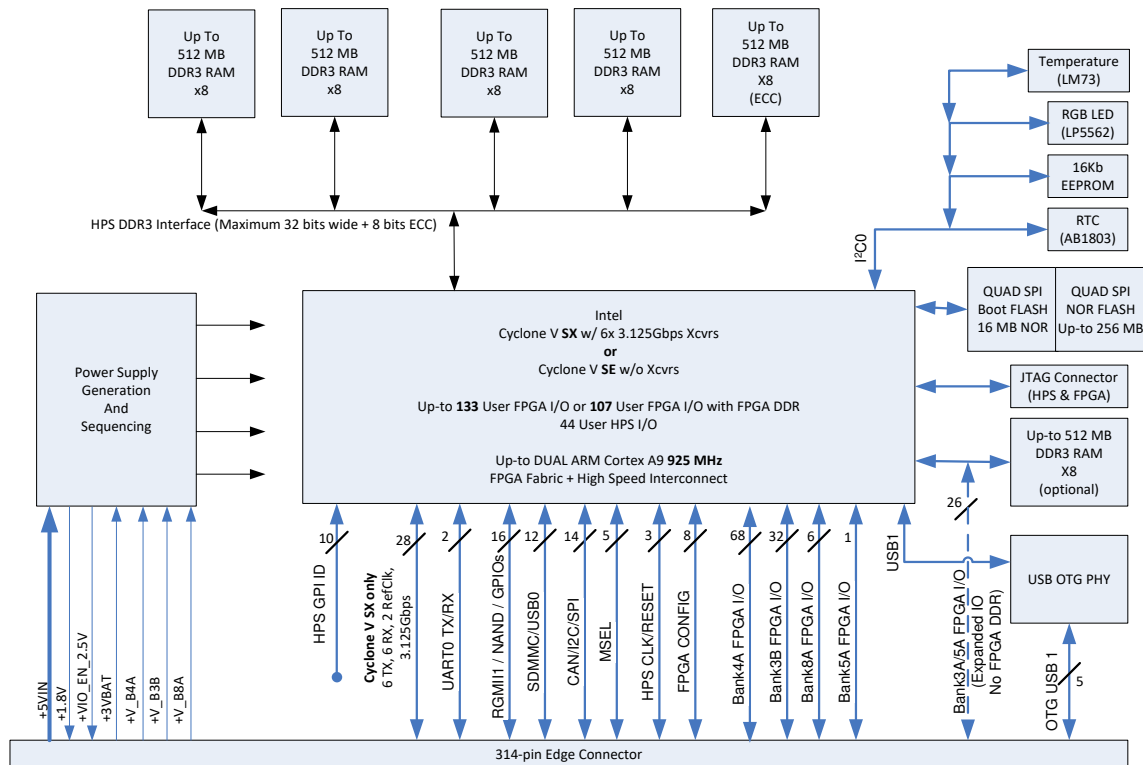 Up To
512 MB
DDR3 RAM
x8
Up To
512 MB
DDR3 RAM
x8
Up To
512 MB
DDR3 RAM
x8
Up To
512 MB
DDR3 RAM
x8
Up To
512 MB
DDR3 RAM
X8
(ECC)
Temperature
(LM73)
RGB LED
(LP5562)
16Kb
EEPROM
RTC
(AB1803)
HPS DDR3 Interface (Maximum 32 bits wide + 8 bits ECC)
I²C0
Power Supply
Generation
And
Sequencing
Intel
Cyclone V SX w/ 6x 3.125Gbps Xcvrs
or
Cyclone V SE w/o Xcvrs
Up-to 133 User FPGA I/O or 107 User FPGA I/O with FPGA DDR
44 User HPS I/O
Up-to DUAL ARM Cortex A9 925 MHz
FPGA Fabric + High Speed Interconnect
QUAD SPI
Boot FLASH
16 MB NOR
QUAD SPI
NOR FLASH
Up-to 256 MB
JTAG Connector
(HPS & FPGA)
Up-to 512 MB
DDR3 RAM
X8
(optional)
26
USB OTG PHY
+5VIN
+1.8V
+VIO_EN_2.5V
+3VBAT
+V_B4A
+V_B3B
+V_B8A
10
HPS GPI ID
28
Cyclone V SX only
6 TX, 6 RX, 2 RefClk,
3.125Gbps
2
UART0 TX/RX
16
RGMII1 / NAND / GPIOs
12
SDMMC/USB0
14
CAN/I2C/SPI
5
MSEL
3
HPS CLK/RESET
8
FPGA CONFIG
68
Bank4A FPGA I/O
32
Bank3B FPGA I/O
6
Bank8A FPGA I/O
1
Bank5A FPGA I/O
USB1
Bank3A/5A FPGA I/O
(Expanded IO
No FPGA DDR)
OTG USB 1
5
314-pin Edge Connector